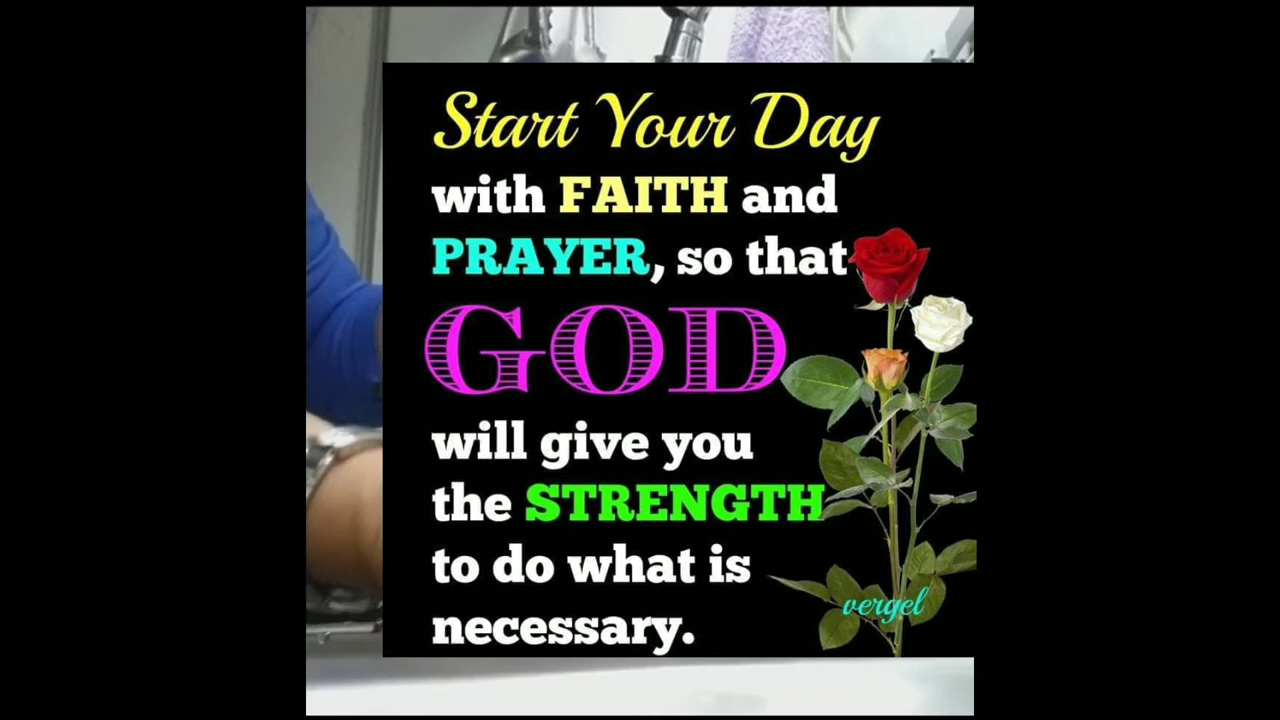 Start Your Day
with FAITH and
PRAYER, so that
GOD
will give you
the STRENGTH
to do what is
necessary.
vergel